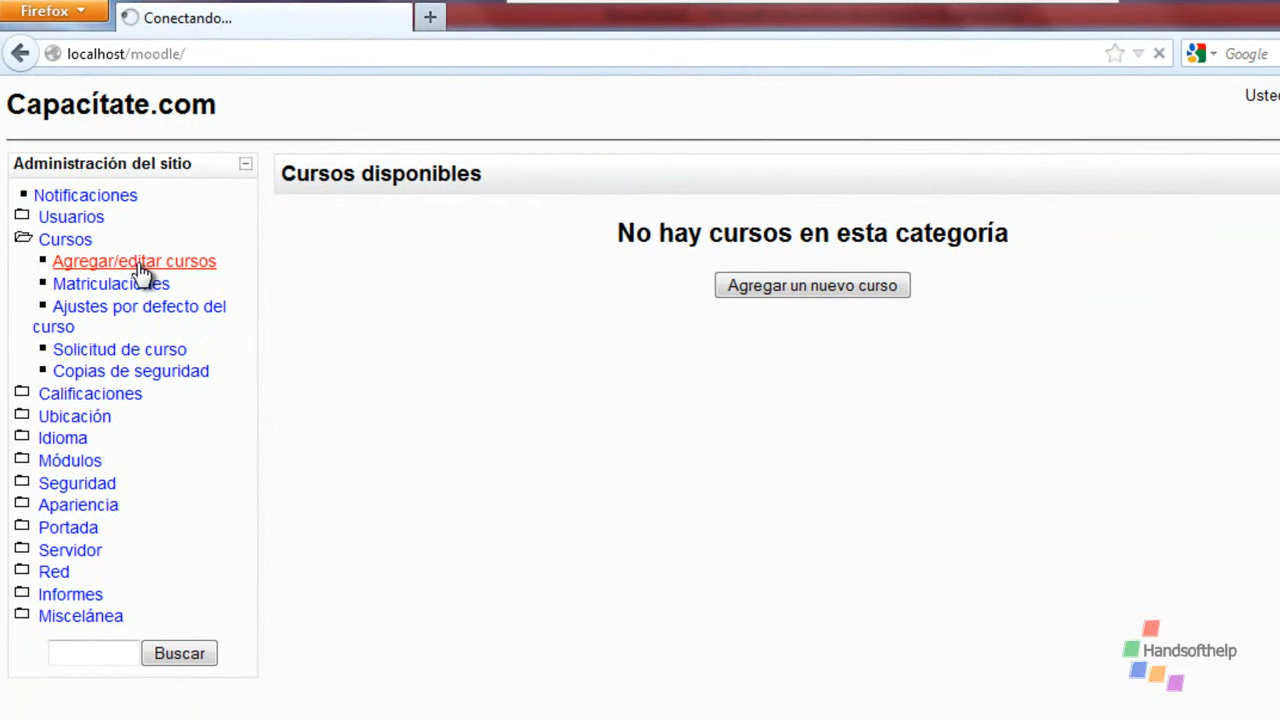 Firefox
Conectando...
localhost/moodle/
Google
Capacítate.com
Administración del sitio
Notificaciones
Usuarios
Cursos
Agregar/editar cursos
Matriculaciones
Ajustes por defecto del
curso
Solicitud de curso
Copias de seguridad
Calificaciones
Ubicación
Idioma
Módulos
Seguridad
Apariencia
Portada
Servidor
Red
Informes
Miscelánea
Buscar
Cursos disponibles
No hay cursos en esta categoría
Agregar un nuevo curso
Handsofthelp